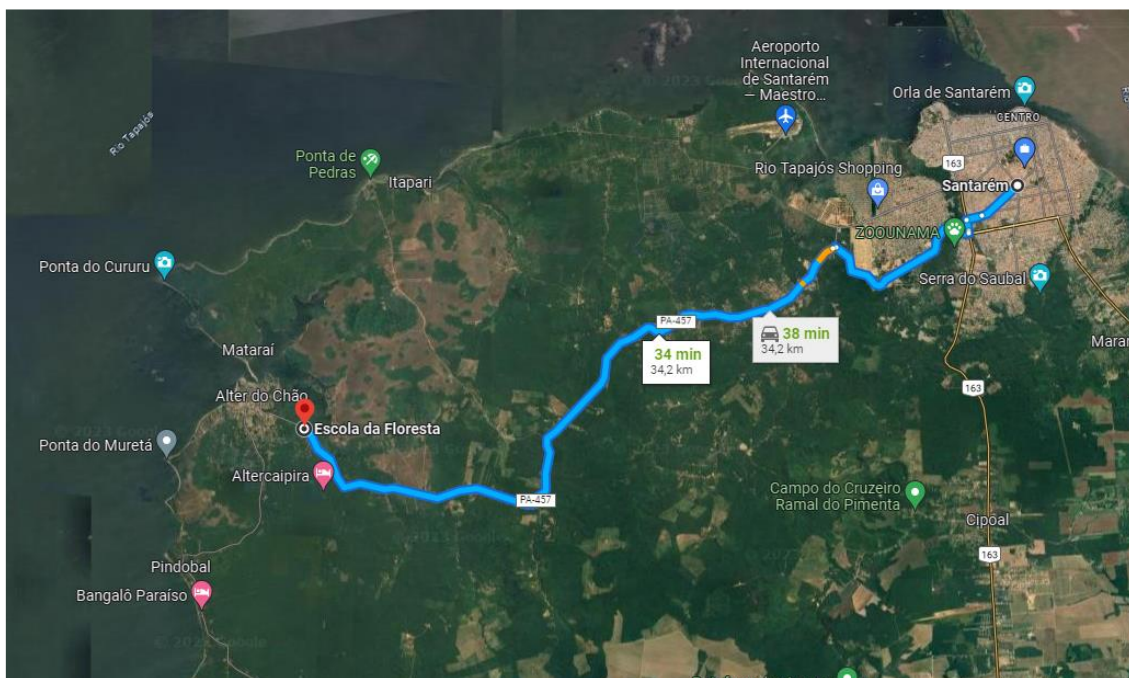 Aeroporto
Internacional
de Santarém
— Maestro...
Orla de Santarém
CENTRO
Rio Tapajós
Ponta de
Pedras
Itapari
163
Rio Tapajós Shopping
Santarém
ZOOUNAMA
Ponta do Cururu
Serra do Saubal
PA-457
38 min
34,2 km
34 min
34,2 km
Maran
Mataraí
163
Alter do Chão
Escola da Floresta
Ponta do Muretá
Altercaipira
PA-457
Campo do Cruzeiro
Ramal do Pimenta
Cipoal
163
Pindobal
Bangalô Paraíso